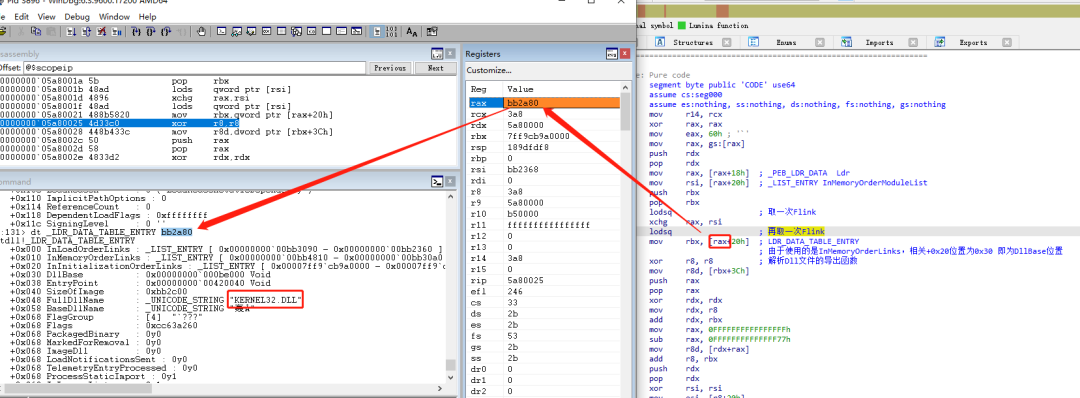 Pid 5896 - WinDbg:6.3.9600.17200 AMD64
File Edit View Debug Window Help
Disassembly
Offset: @$scopeip Previous Next
0000000`05a8001a 5b pop rbx
0000000`05a8001b 48ad lods qword ptr [rsi]
0000000`05a8001d 4896 xchg rax,rsi
0000000`05a8001f 48ad lods qword ptr [rsi]
0000000`05a80021 488b5820 mov rbx,qword ptr [rax+20h]
0000000`05a80025 4d33c0 xor r8,r8
0000000`05a80028 448b433c mov r8d,dword ptr [rbx+3Ch]
0000000`05a8002c 50 push rax
0000000`05a8002d 58 pop rax
0000000`05a8002e 4833d2 xor rdx,rdx
Command
+0x110 ImplicitPathOptions : 0
+0x114 ReferenceCount : 0
+0x118 DependentLoadFlags : 0xffffffff
+0x11c SigningLevel : 0 ''
:131> dt _LDR_DATA_TABLE_ENTRY bb2a80
ntdll!_LDR_DATA_TABLE_ENTRY
+0x000 InLoadOrderLinks : _LIST_ENTRY [ 0x00000000`00bb3090 - 0x00000000`00bb2360 ]
+0x010 InMemoryOrderLinks : _LIST_ENTRY [ 0x00000000`00bb4810 - 0x00000000`00bb30a0 ]
+0x020 InInitializationOrderLinks : _LIST_ENTRY [ 0x00007ff9`cb9a0000 - 0x00007ff9`
+0x030 DllBase : 0x00000000`000be000 Void
+0x038 EntryPoint : 0x00000000`00420040 Void
+0x040 SizeOfImage : 0xbb2c00
+0x048 FullDllName : _UNICODE_STRING "KERNEL32.DLL"
+0x058 BaseDllName : _UNICODE_STRING
+0x068 FlagGroup : [4] "`???"
+0x068 Flags : 0xcc63a260
+0x068 PackagedBinary : 0y0
+0x068 MarkedForRemoval : 0y0
+0x068 ImageDll : 0y0
+0x068 LoadNotificationsSent : 0y0
+0x068 TelemetryEntryProcessed : 0y0
+0x068 ProcessStaticImport : 0y1
Registers
Customize...
Reg Value
rax bb2a80
rcx 3a8
rdx 5a80000
rbx 7ff9cb9a0000
rsp 189dfdf8
rbp 0
rsi bb2368
rdi 0
r8 3a8
r9 5a80000
r10 b50000
r11 ffffffffffffffff
r12 0
r13 0
r14 3a8
r15 0
rip 5a80025
efl 246
cs 33
ds 2b
es 2b
fs 53
gs 2b
ss 2b
dr0 0
dr1 0
dr2 0
symbol Lumina function
Structures Enums Imports Exports
Pure code
segment byte public 'CODE' use64
assume cs:seg000
assume es:nothing, ss:nothing, ds:nothing, fs:nothing, gs:nothing
mov r14, rcx
xor rax, rax
mov eax, 60h ; '`'
mov rax, gs:[rax]
push rdx
pop rdx
mov rax, [rax+18h] ; _PEB_LDR_DATA Ldr
mov rsi, [rax+20h] ; _LIST_ENTRY InMemoryOrderModuleList
push rbx
pop rbx
lodsq ; 取一次Flink
xchg rax, rsi
lodsq ; 再取一次Flink
mov rbx, [rax+20h] ; LDR_DATA_TABLE_ENTRY
; 由于使用的是InMemoryOrderLinks，相关+0x20位置为0x30 即为DllBase位置
xor r8, r8 ; 解析Dll文件的导出函数
mov r8d, [rbx+3Ch]
push rax
pop rax
xor rdx, rdx
mov rdx, r8
add rdx, rbx
mov rax, 0FFFFFFFFFFFFFFFFh
sub rax, 0FFFFFFFFFFFFFF77h
mov r8d, [rdx+rax]
add r8, rbx
push rdx
pop rdx
xor rsi, rsi